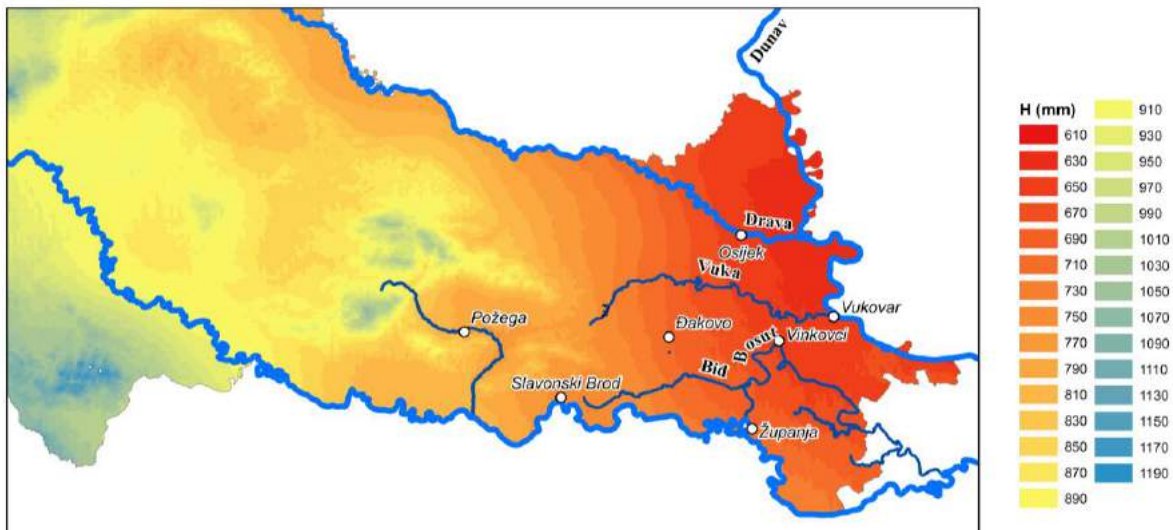 Dunav
Drava
Osijek
Vuka
Vukovar
Požega
Đakovo
Bosut
Vinkovci
Bid
Slavonski Brod
Županja
H (mm)
610
630
650
670
690
710
730
750
770
790
810
830
850
870
890
910
930
950
970
990
1010
1030
1050
1070
1090
1110
1130
1150
1170
1190